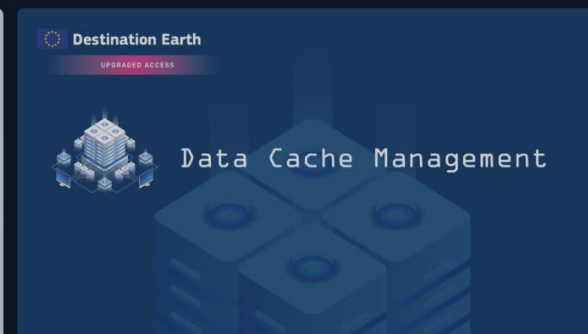 Destination Earth
UPGRADED ACCESS
Data Cache Management